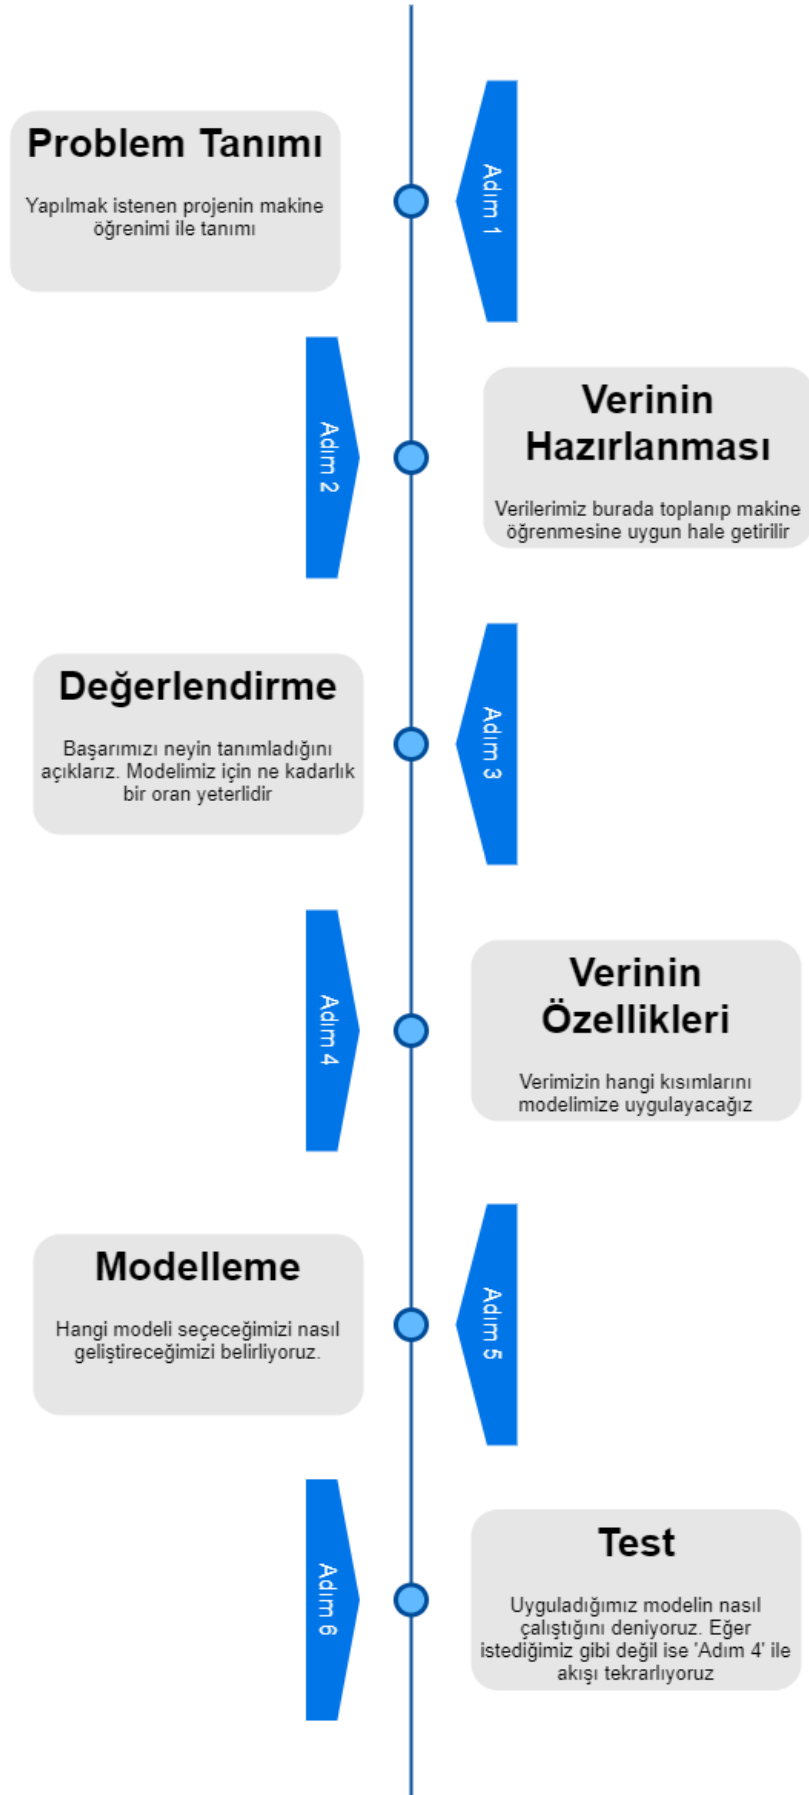 Problem Tanımı
Yapılmak istenen projenin makine
öğrenimi ile tanımı
Adım 1
Adım 2
Verinin
Hazırlanması
Verilerimiz burada toplanıp makine
öğrenmesine uygun hale getirilir
Değerlendirme
Başarımızı neyin tanımladığını
açıklarız. Modelimiz için ne kadarlık
bir oran yeterlidir
Adım 3
Adım 4
Verinin
Özellikleri
Verimizin hangi kısımlarını
modelimize uygulayacağız
Modelleme
Hangi modeli seçeceğimizi nasıl
geliştireceğimizi belirliyoruz.
Adım 5
Adım 6
Test
Uyguladığımız modelin nasıl
çalıştığını deniyoruz. Eğer
istediğimiz gibi değil ise 'Adım 4' ile
akışı tekrarlıyoruz